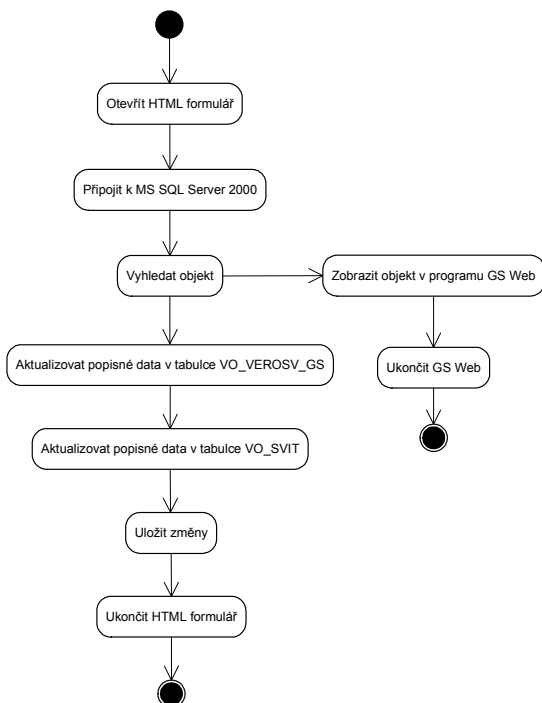 Otevřít HTML formulář
Připojit k MS SQL Server 2000
Vyhledat objekt
Zobrazit objekt v programu GS Web
Aktualizovat popisné data v tabulce VO_VEROSV_GS
Ukončit GS Web
Aktualizovat popisné data v tabulce VO_SVIT
Uložit změny
Ukončit HTML formulář